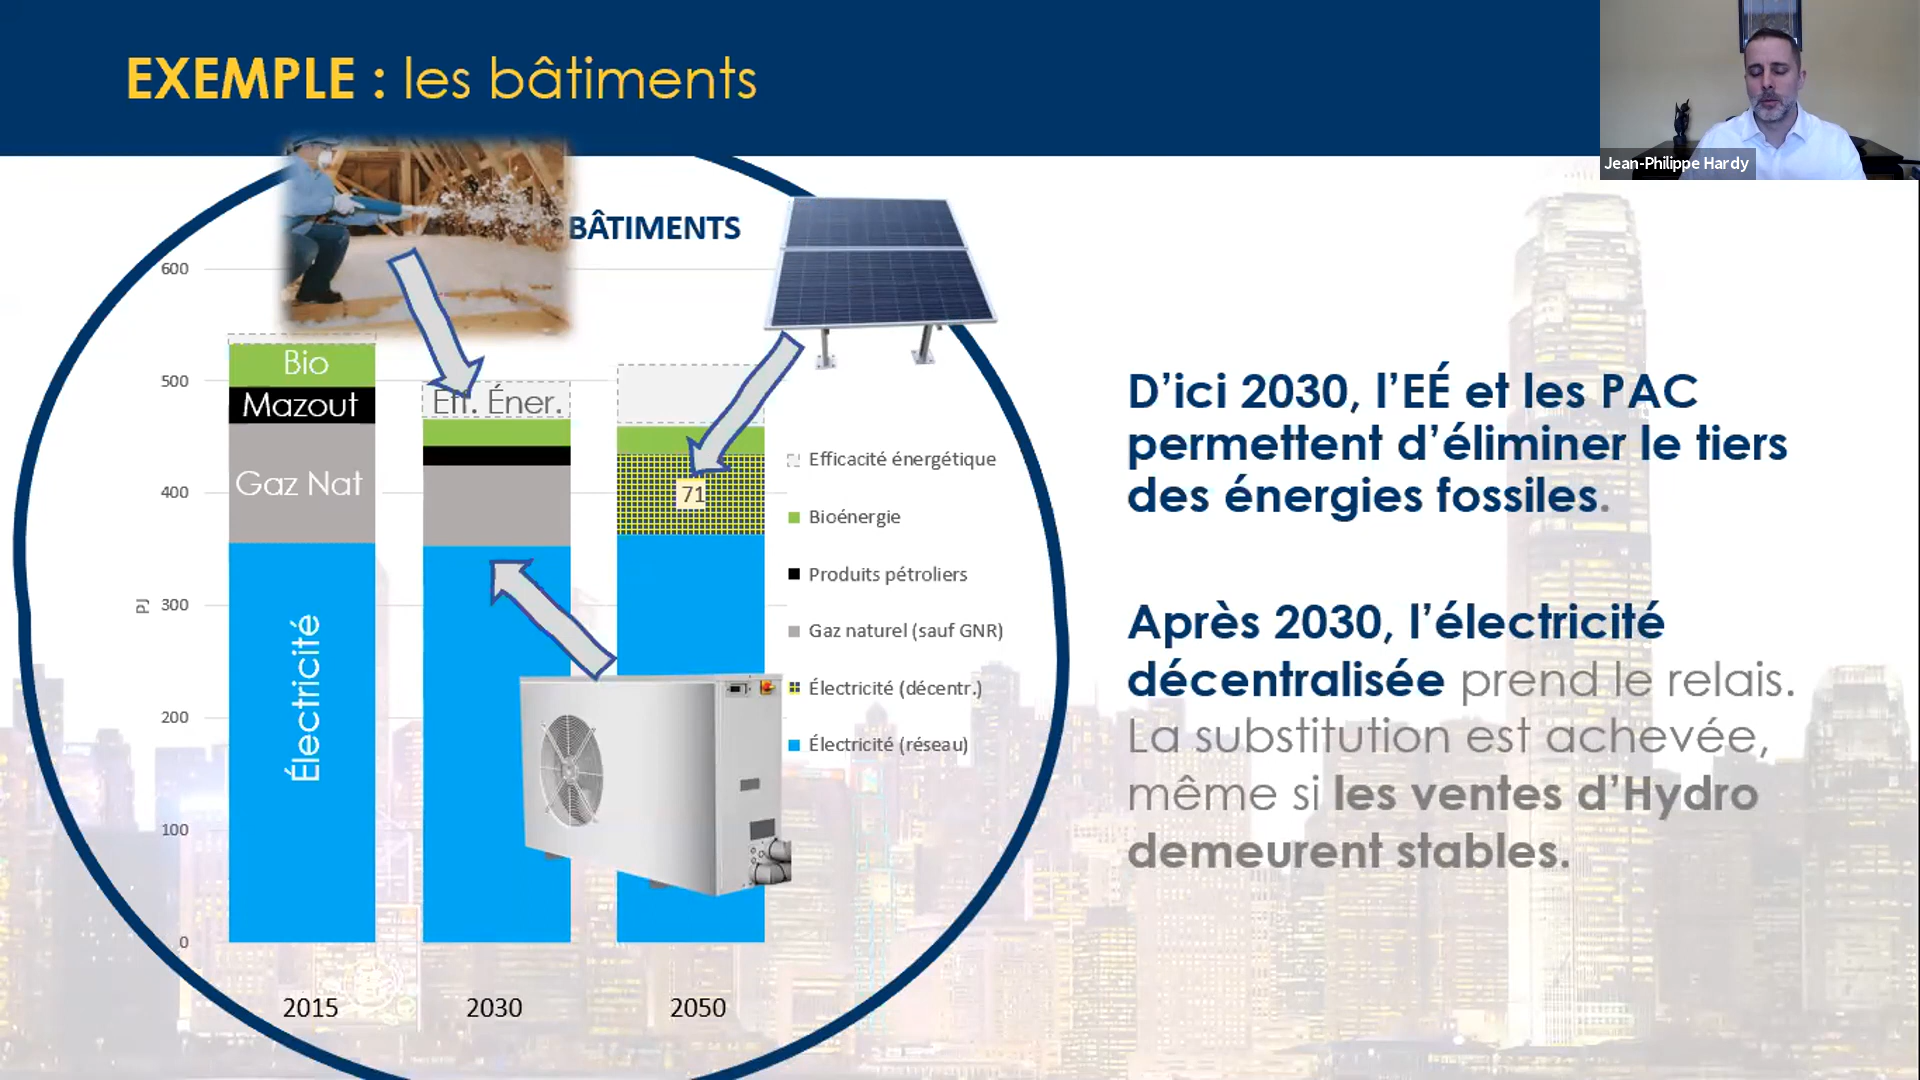 EXEMPLE : les bâtiments
Jean-Philippe Hardy
BÂTIMENTS
600
500
400
300
200
100
0
PJ
Bio
Mazout
Gaz Nat
Électricité
Eff. Éner.
71
2015
2030
2050
Efficacité énergétique
Bioénergie
Produits pétroliers
Gaz naturel (sauf GNR)
Électricité (décentr.)
Électricité (réseau)
D’ici 2030, l’EÉ et les PAC
permettent d’éliminer le tiers
des énergies fossiles.
Après 2030, l’électricité
décentralisée prend le relais.
La substitution est achevée,
même si les ventes d’Hydro
demeurent stables.